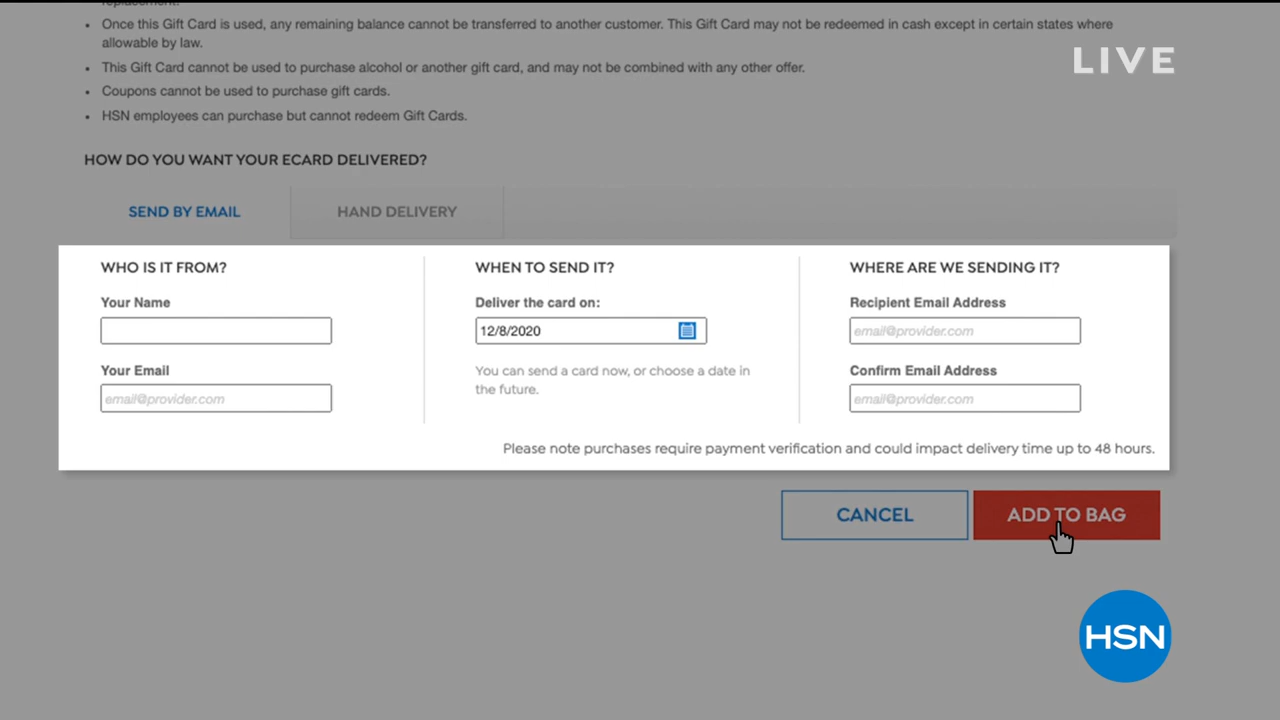 replacement.
• Once this Gift Card is used, any remaining balance cannot be transferred to another customer. This Gift Card may not be redeemed in cash except in certain states where
allowable by law.
• This Gift Card cannot be used to purchase alcohol or another gift card, and may not be combined with any other offer.
• Coupons cannot be used to purchase gift cards.
• HSN employees can purchase but cannot redeem Gift Cards.
LIVE
HOW DO YOU WANT YOUR ECARD DELIVERED?
SEND BY EMAIL
HAND DELIVERY
WHO IS IT FROM?
Your Name
Your Email
email@provider.com
WHEN TO SEND IT?
Deliver the card on:
12/8/2020
You can send a card now, or choose a date in
the future.
WHERE ARE WE SENDING IT?
Recipient Email Address
email@provider.com
Confirm Email Address
email@provider.com
Please note purchases require payment verification and could impact delivery time up to 48 hours.
CANCEL
ADD TO BAG
HSN